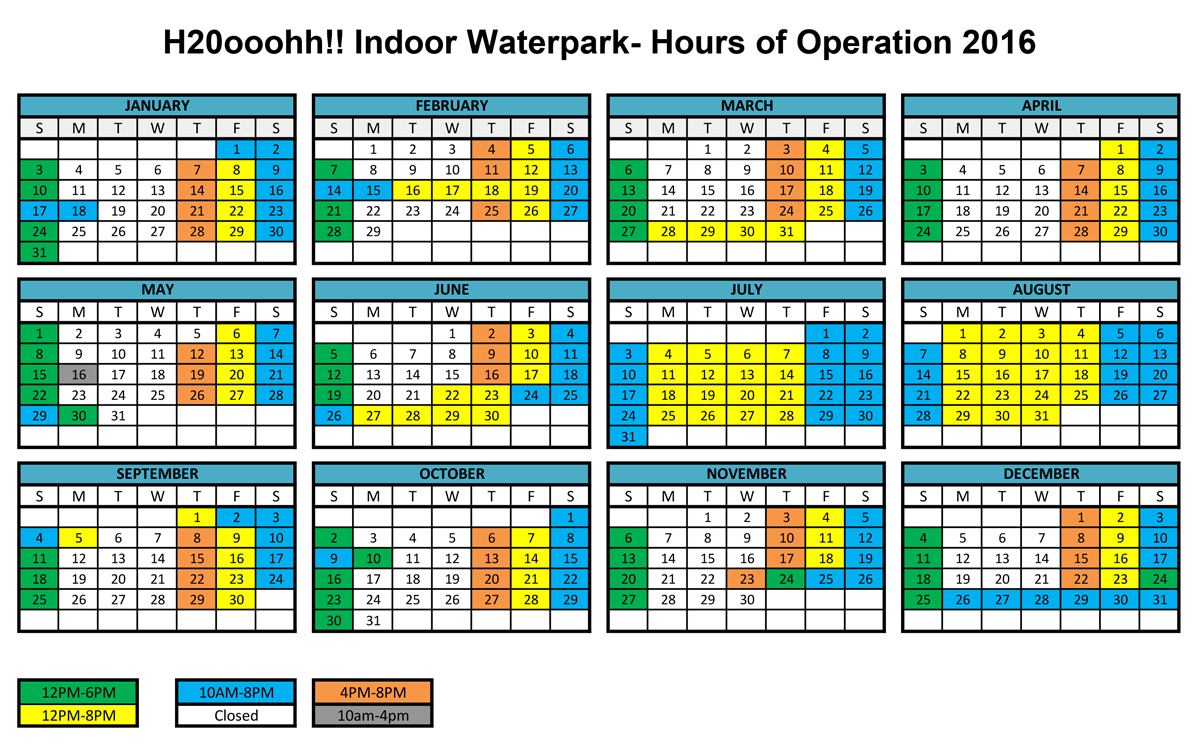 H20ooohh!! Indoor Waterpark- Hours of Operation 2016
JANUARY FEBRUARY MARCH APRIL
S M T W T F S S M T W T F S S M T W T F S S M T W T F S
1 2 1 2 3 4 5 6 1 2 3 4 5 1 2
3 4 5 6 7 8 9 7 8 9 10 11 12 13 6 7 8 9 10 11 12 3 4 5 6 7 8 9
10 11 12 13 14 15 16 14 15 16 17 18 19 20 13 14 15 16 17 18 19 10 11 12 13 14 15 16
17 18 19 20 21 22 23 21 22 23 24 25 26 27 20 21 22 23 24 25 26 17 18 19 20 21 22 23
24 25 26 27 28 29 30 28 29 27 28 29 30 31 24 25 26 27 28 29 30
31
MAY JUNE JULY AUGUST
S M T W T F S S M T W T F S S M T W T F S S M T W T F S
1 2 3 4 5 6 7 1 2 3 4 1 2 1 2 3 4 5 6
8 9 10 11 12 13 14 5 6 7 8 9 10 11 3 4 5 6 7 8 9 7 8 9 10 11 12 13
15 16 17 18 19 20 21 12 13 14 15 16 17 18 10 11 12 13 14 15 16 14 15 16 17 18 19 20
22 23 24 25 26 27 28 19 20 21 22 23 24 25 17 18 19 20 21 22 23 21 22 23 24 25 26 27
29 30 31 26 27 28 29 30 24 25 26 27 28 29 30 28 29 30 31
31
SEPTEMBER OCTOBER NOVEMBER DECEMBER
S M T W T F S S M T W T F S S M T W T F S S M T W T F S
1 2 3 1 1 2 3 4 5 1 2 3
4 5 6 7 8 9 10 2 3 4 5 6 7 8 6 7 8 9 10 11 12 4 5 6 7 8 9 10
11 12 13 14 15 16 17 9 10 11 12 13 14 15 13 14 15 16 17 18 19 11 12 13 14 15 16 17
18 19 20 21 22 23 24 16 17 18 19 20 21 22 20 21 22 23 24 25 26 18 19 20 21 22 23 24
25 26 27 28 29 30 23 24 25 26 27 28 29 27 28 29 30 25 26 27 28 29 30 31
30 31
12PM-6PM 10AM-8PM 4PM-8PM
12PM-8PM Closed 10am-4pm